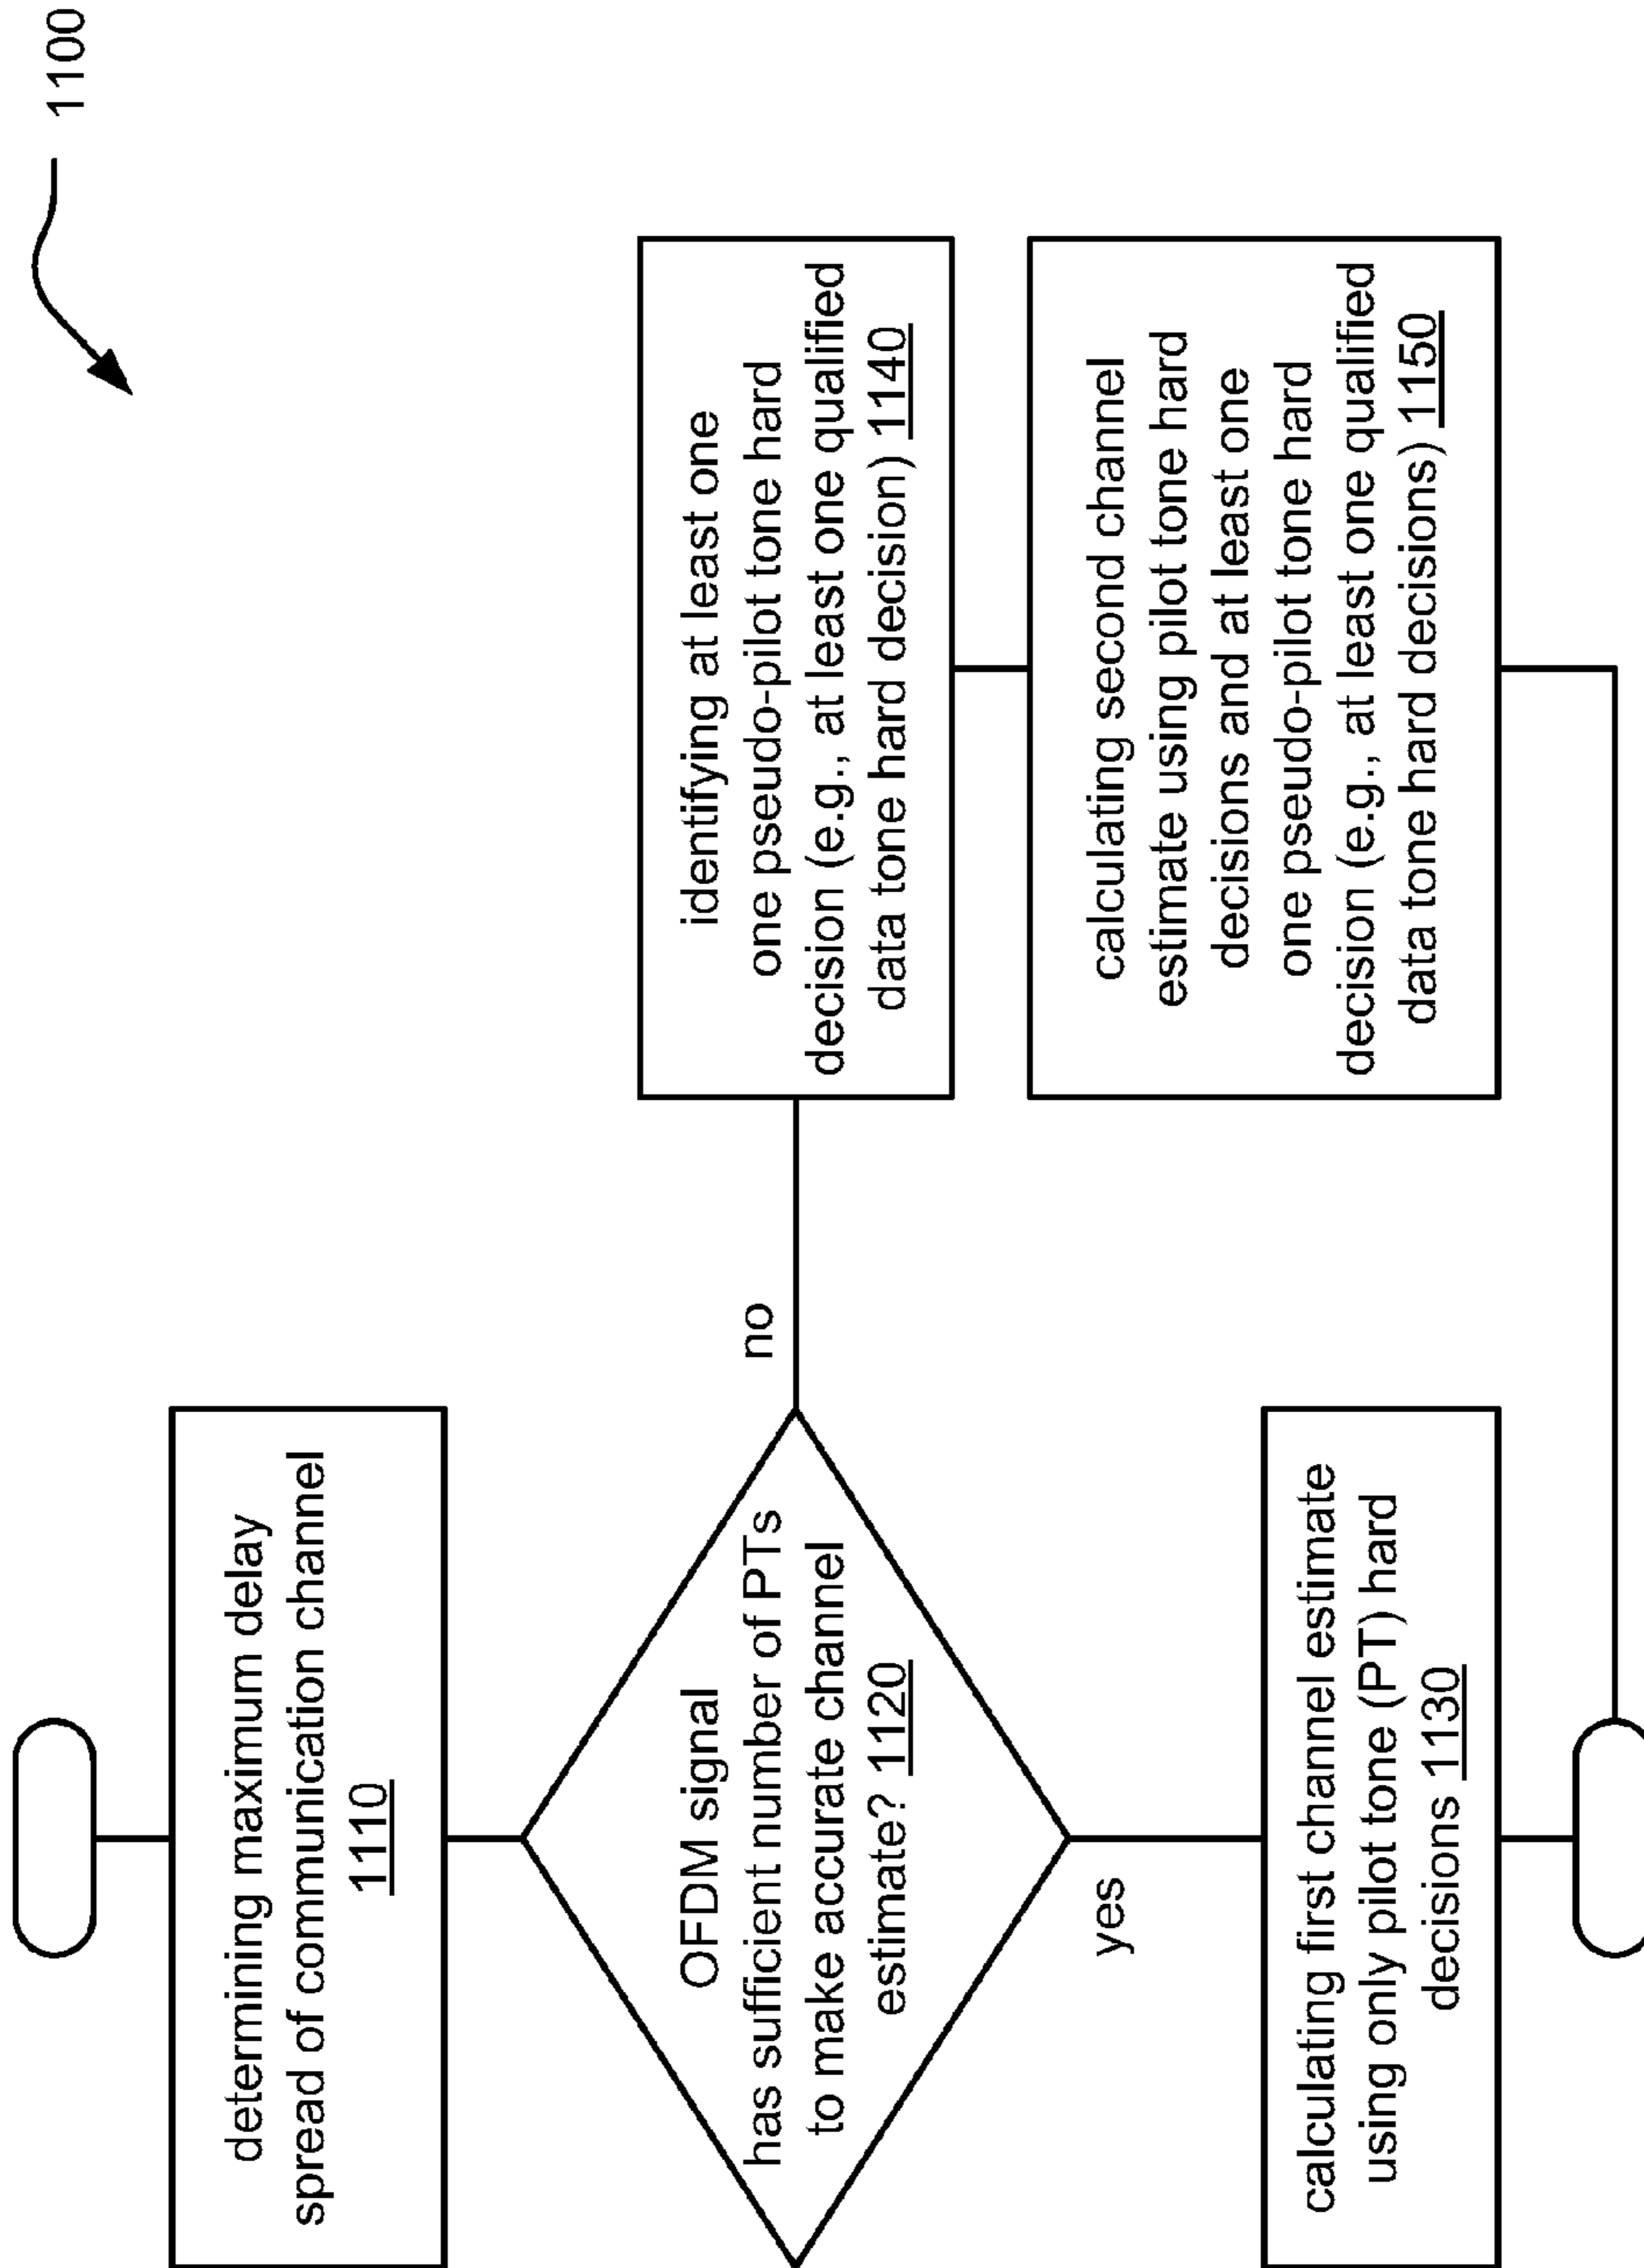 1100
determining maximum delay
spread of communication channel
1110
OFDM signal
has sufficient number of PTs
to make accurate channel
estimate? 1120
no
yes
identifying at least one
one pseudo-pilot tone hard
decision (e.g., at least one qualified
data tone hard decision) 1140
calculating second channel
estimate using pilot tone hard
decisions and at least one
one pseudo-pilot tone hard
decision (e.g., at least one qualified
data tone hard decisions) 1150
calculating first channel estimate
using only pilot tone (PT) hard
decisions 1130